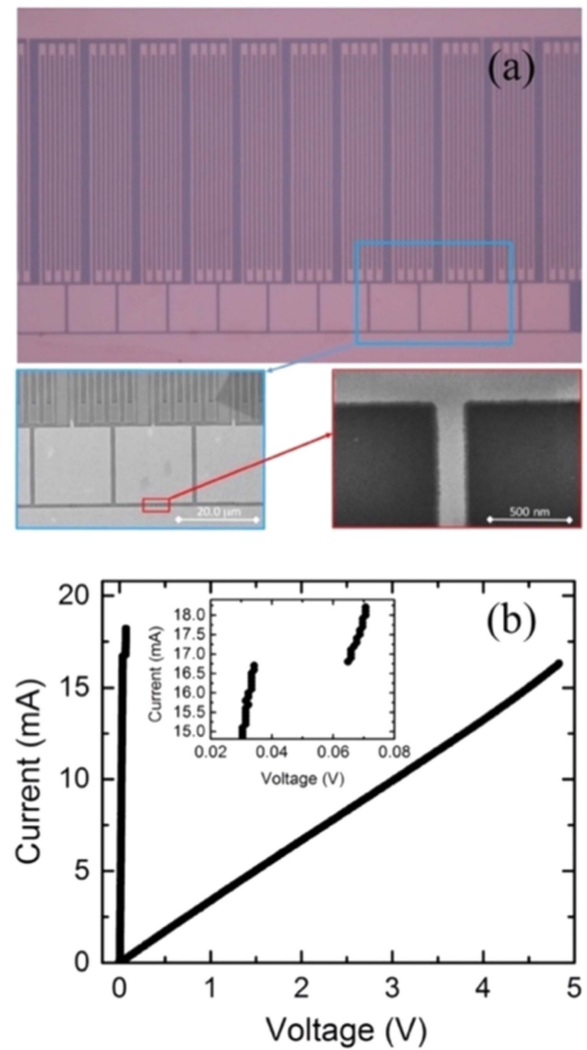 (a)
20.0 µm
500 nm
(b)
20
15
10
5
0
Current (mA)
0 1 2 3 4 5
Voltage (V)
18.0
17.5
17.0
16.5
16.0
15.5
15.0
Current (mA)
0.02 0.04 0.06 0.08
Voltage (V)